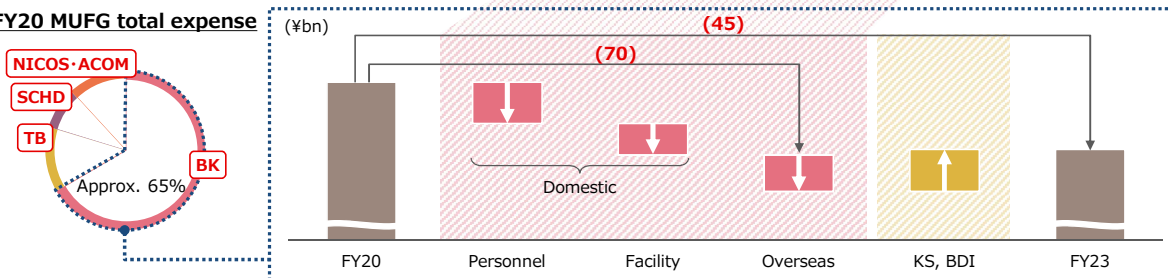 FY20 MUFG total expense
NICOS･ACOM
SCHD
TB
BK
Approx. 65%
(¥bn)
(45)
(70)
Domestic
FY20
Personnel
Facility
Overseas
KS, BDI
FY23